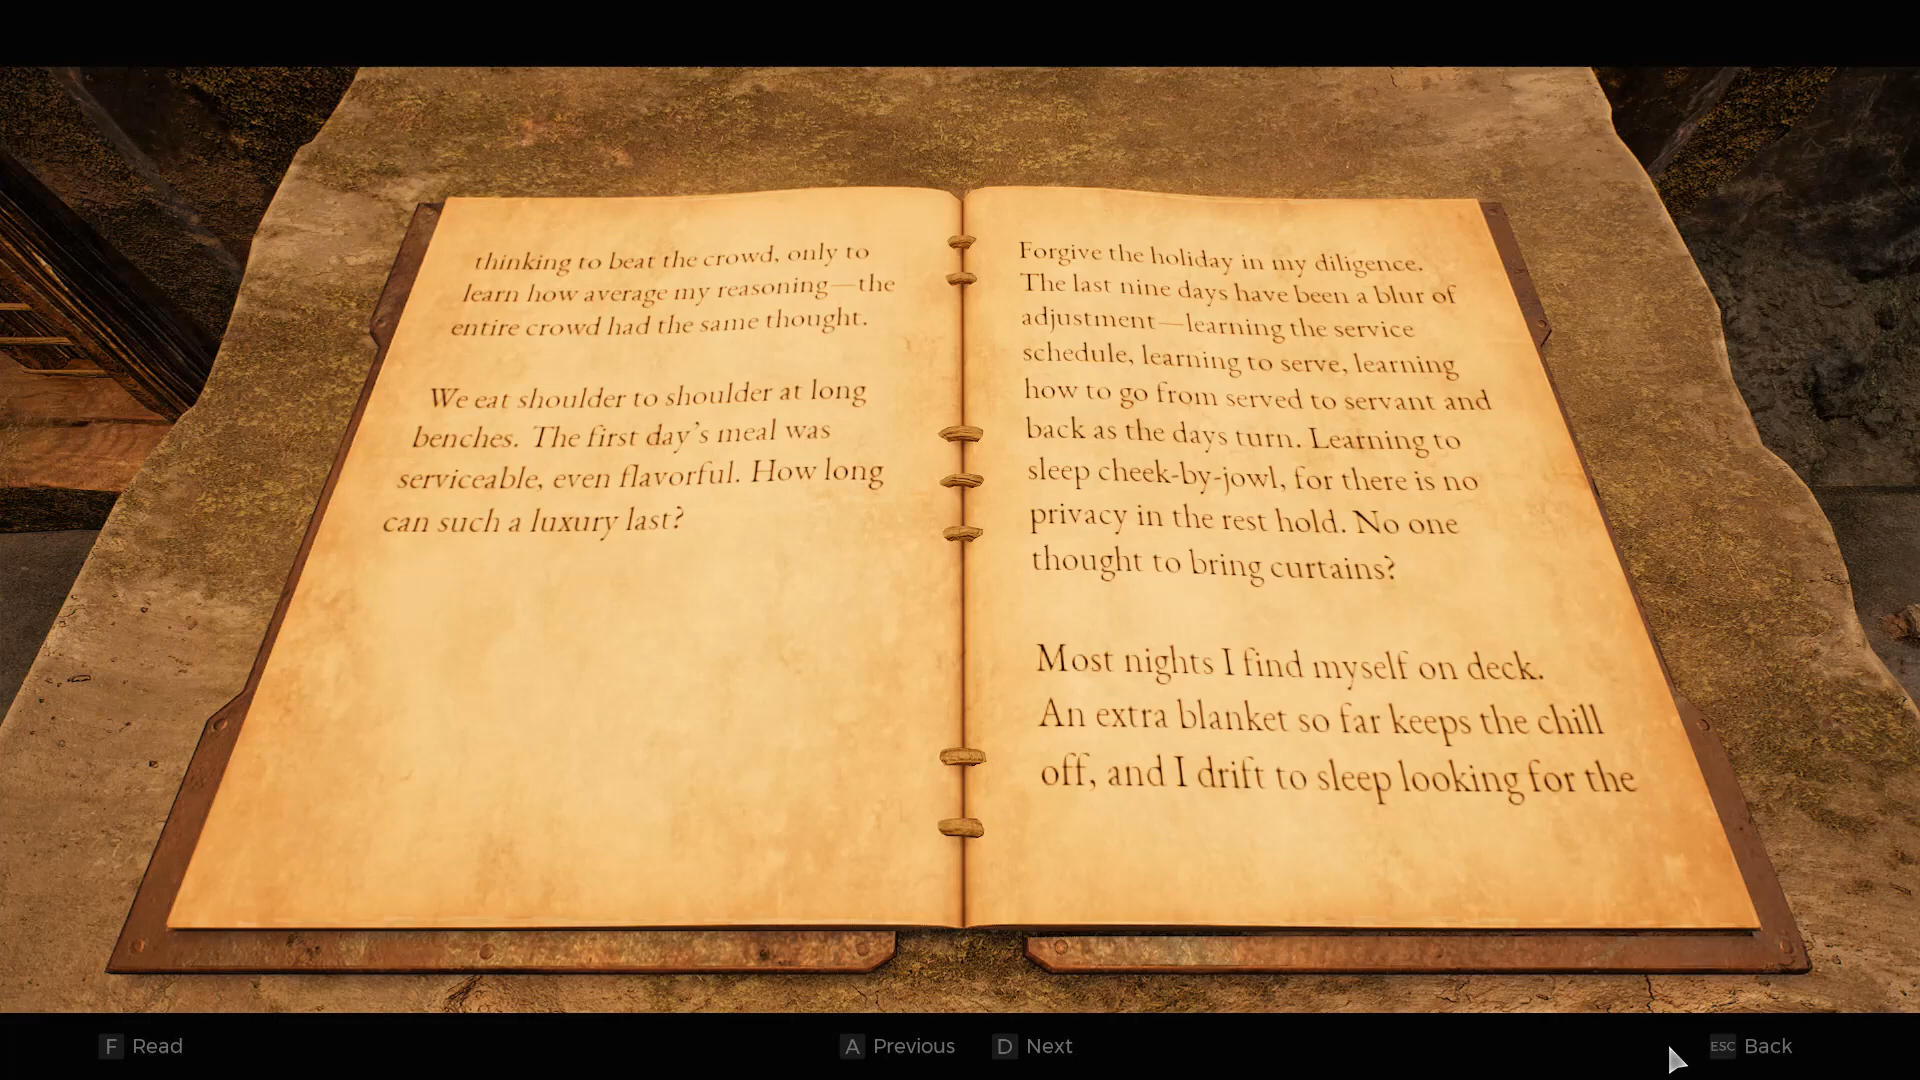 thinking to beat the crowd, only to
learn how average my reasoning—the
entire crowd had the same thought.
We eat shoulder to shoulder at long
benches. The first day's meal was
serviceable, even flavorful. How long
can such a luxury last?
Forgive the holiday in my diligence.
The last nine days have been a blur of
adjustment—learning the service
schedule, learning to serve, learning
how to go from served to servant and
back as the days turn. Learning to
sleep cheek-by-jowl, for there is no
privacy in the rest hold. No one
thought to bring curtains?
Most nights I find myself on deck.
An extra blanket so far keeps the chill
off, and I drift to sleep looking for the
F Read
A Previous
D Next
ESC Back